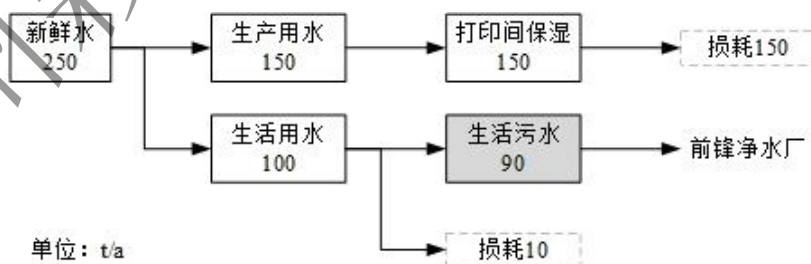 新鲜水
250
生产用水
150
打印间保湿
150
损耗150
生活用水
100
生活污水
90
前锋净水厂
损耗10
单位：t/a